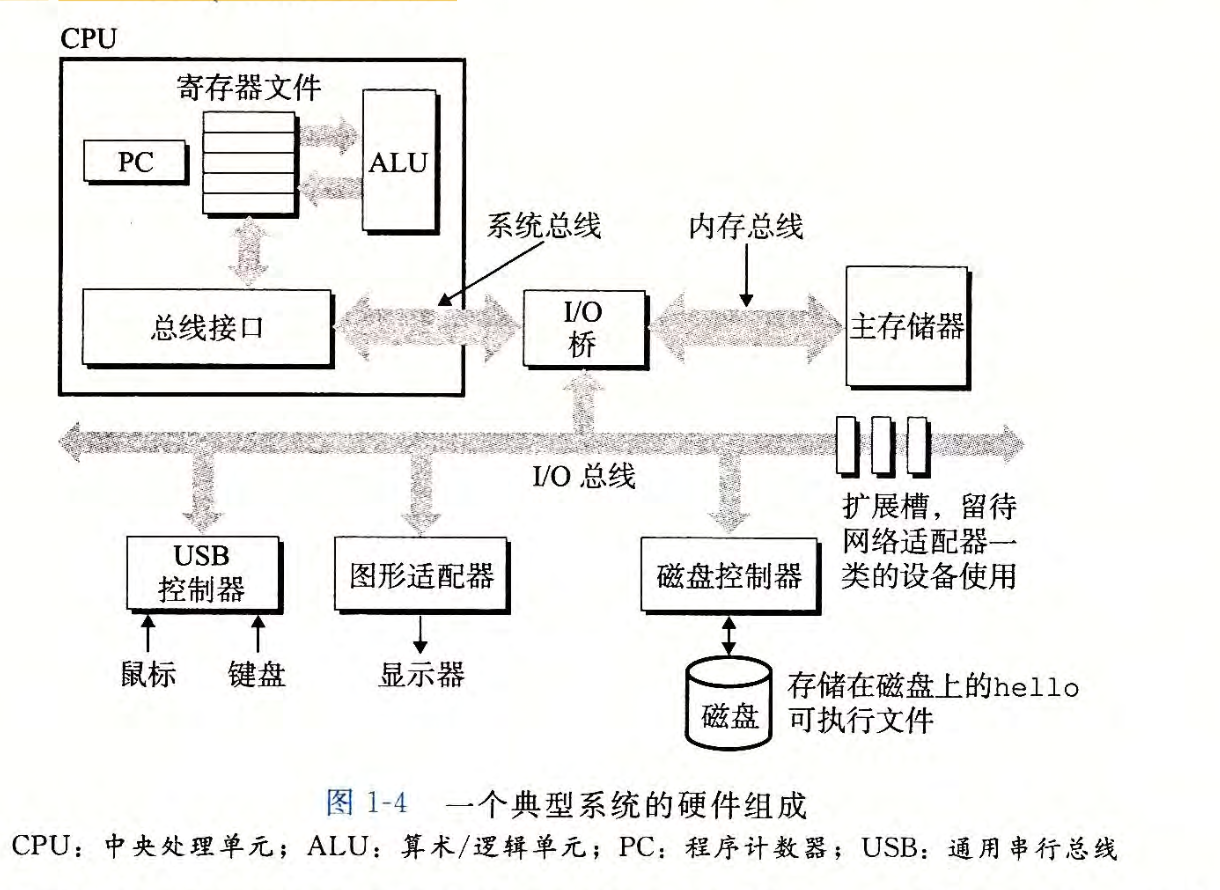 CPU
寄存器文件
PC
ALU
系统总线
内存总线
总线接口
I/O
桥
主存储器
I/O 总线
扩展槽，留待
网络适配器一
类的设备使用
USB
控制器
图形适配器
磁盘控制器
鼠标
键盘
显示器
磁盘
存储在磁盘上的hello
可执行文件
图 1-4 一个典型系统的硬件组成
CPU：中央处理单元；ALU：算术/逻辑单元；PC：程序计数器；USB：通用串行总线